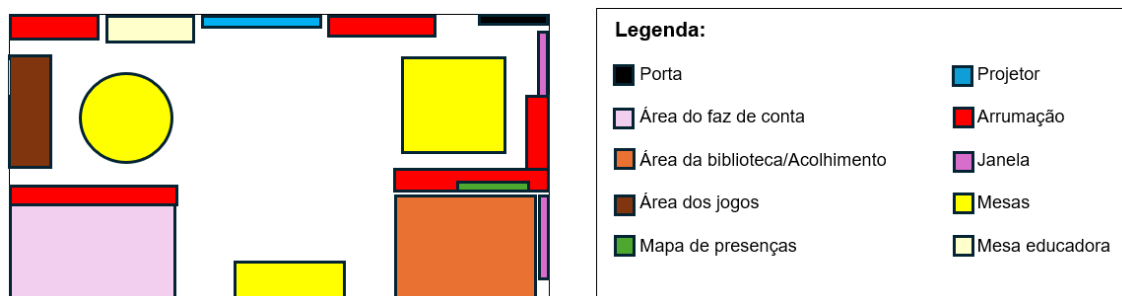 Legenda:
Porta
Projetor
Área do faz de conta
Arrumação
Área da biblioteca/Acolhimento
Janela
Área dos jogos
Mesas
Mapa de presenças
Mesa educadora